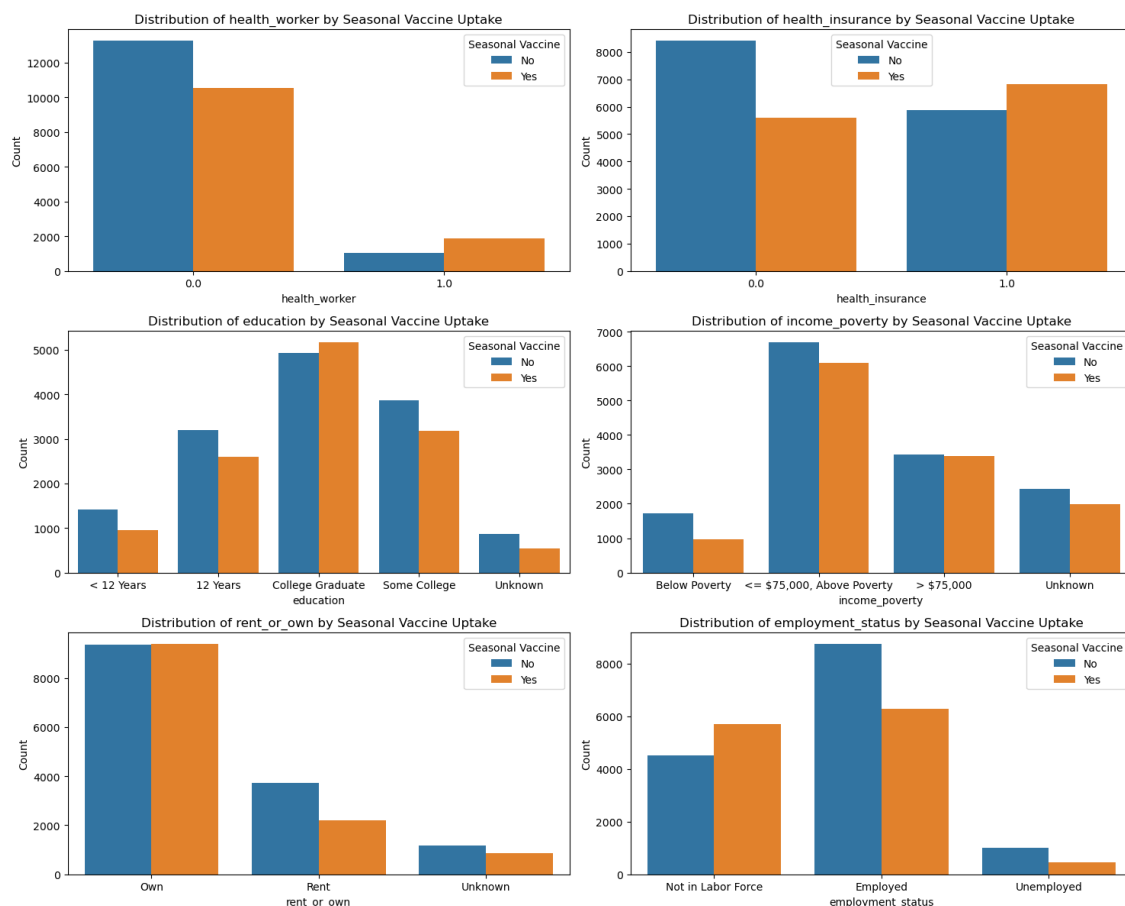 Distribution of health_worker by Seasonal Vaccine Uptake
Seasonal Vaccine
No
Yes
12000
10000
8000
6000
4000
2000
0
Count
0.0
1.0
health_worker
Distribution of health_insurance by Seasonal Vaccine Uptake
Seasonal Vaccine
No
Yes
8000
7000
6000
5000
4000
3000
2000
1000
0
Count
0.0
1.0
health_insurance
Distribution of education by Seasonal Vaccine Uptake
Seasonal Vaccine
No
Yes
5000
4000
3000
2000
1000
0
Count
< 12 Years
12 Years
College Graduate
Some College
Unknown
education
Distribution of income_poverty by Seasonal Vaccine Uptake
Seasonal Vaccine
No
Yes
7000
6000
5000
4000
3000
2000
1000
0
Count
Below Poverty
<= $75,000, Above Poverty
> $75,000
Unknown
income_poverty
Distribution of rent_or_own by Seasonal Vaccine Uptake
Seasonal Vaccine
No
Yes
8000
6000
4000
2000
0
Count
Own
Rent
Unknown
rent_or_own
Distribution of employment_status by Seasonal Vaccine Uptake
Seasonal Vaccine
No
Yes
8000
6000
4000
2000
0
Count
Not in Labor Force
Employed
Unemployed
employment_status